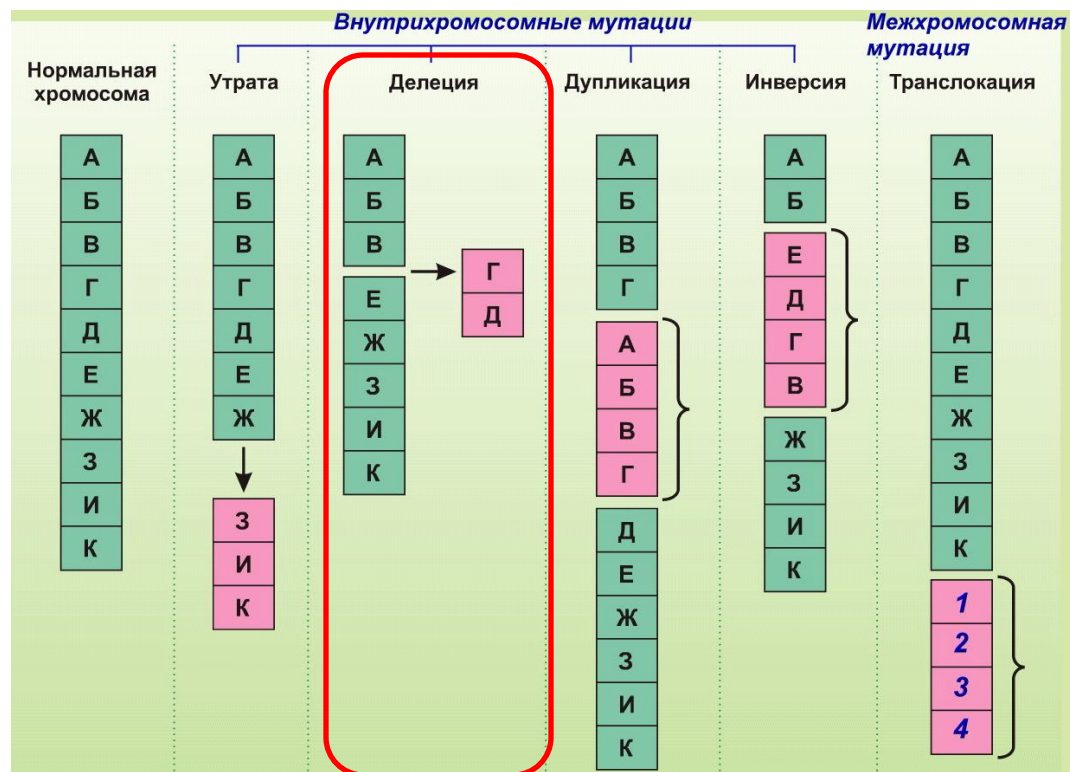 Внутрихромосомные мутации
Межхромосомная
мутация
Нормальная
хромосома
Утрата
Делеция
Дупликация
Инверсия
Транслокация
А
Б
В
Г
Д
Е
Ж
З
И
К
А
Б
В
Г
Д
Е
Ж
З
И
К
А
Б
В
Е
Ж
З
И
К
Г
Д
А
Б
В
Г
А
Б
В
Г
Д
Е
Ж
З
И
К
А
Б
Е
Д
Г
В
Ж
З
И
К
А
Б
В
Г
Д
Е
Ж
З
И
К
1
2
3
4